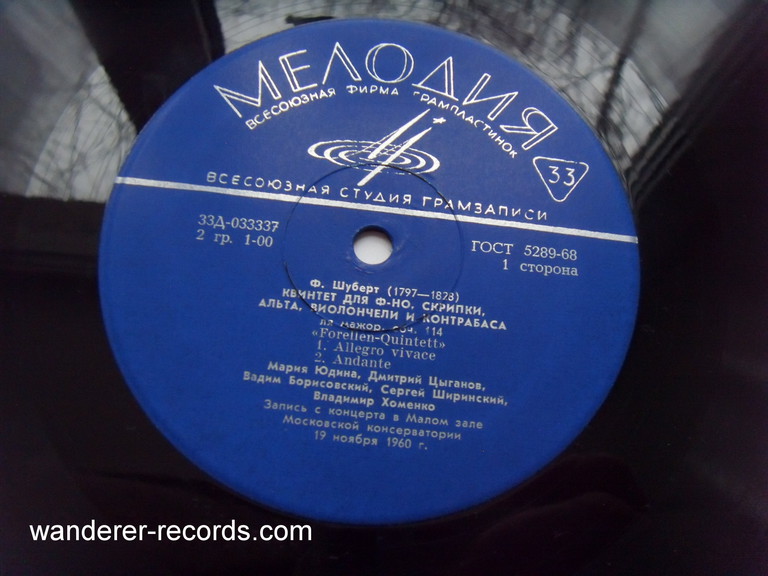 МЕЛОДИЯ
ВСЕСОЮЗНАЯ ФИРМА ГРАМПЛАСТИНОК
33
ВСЕСОЮЗНАЯ СТУДИЯ ГРАМЗАПИСИ
33Д-033337
2 гр. 1-00
ГОСТ 5289-68
1 сторона
Ф. Шуберт (1797—1828)
КВИНТЕТ ДЛЯ Ф-НО, СКРИПКИ,
АЛЬТА, ВИОЛОНЧЕЛИ И КОНТРАБАСА
ля мажор, соч. 114
«Forellen-Quintett»
1. Allegro vivace
2. Andante
Мария Юдина, Дмитрий Цыганов,
Вадим Борисовский, Сергей Ширинский,
Владимир Хоменко
Запись с концерта в Малом зале
Московской консерватории
19 ноября 1960 г.
wanderer-records.com